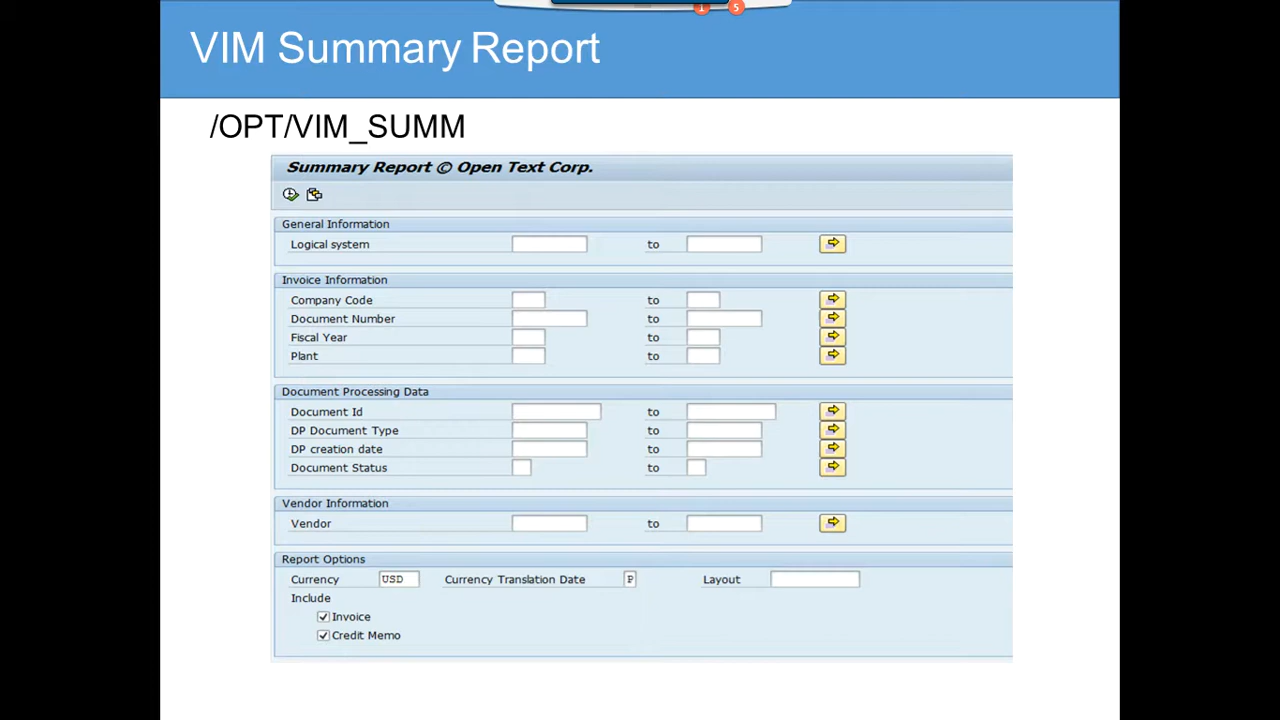 1 5
VIM Summary Report
/OPT/VIM_SUMM
Summary Report © Open Text Corp.
General Information
Logical system to
Invoice Information
Company Code to
Document Number to
Fiscal Year to
Plant to
Document Processing Data
Document Id to
DP Document Type to
DP creation date to
Document Status to
Vendor Information
Vendor to
Report Options
Currency USD Currency Translation Date P Layout
Include
Invoice
Credit Memo